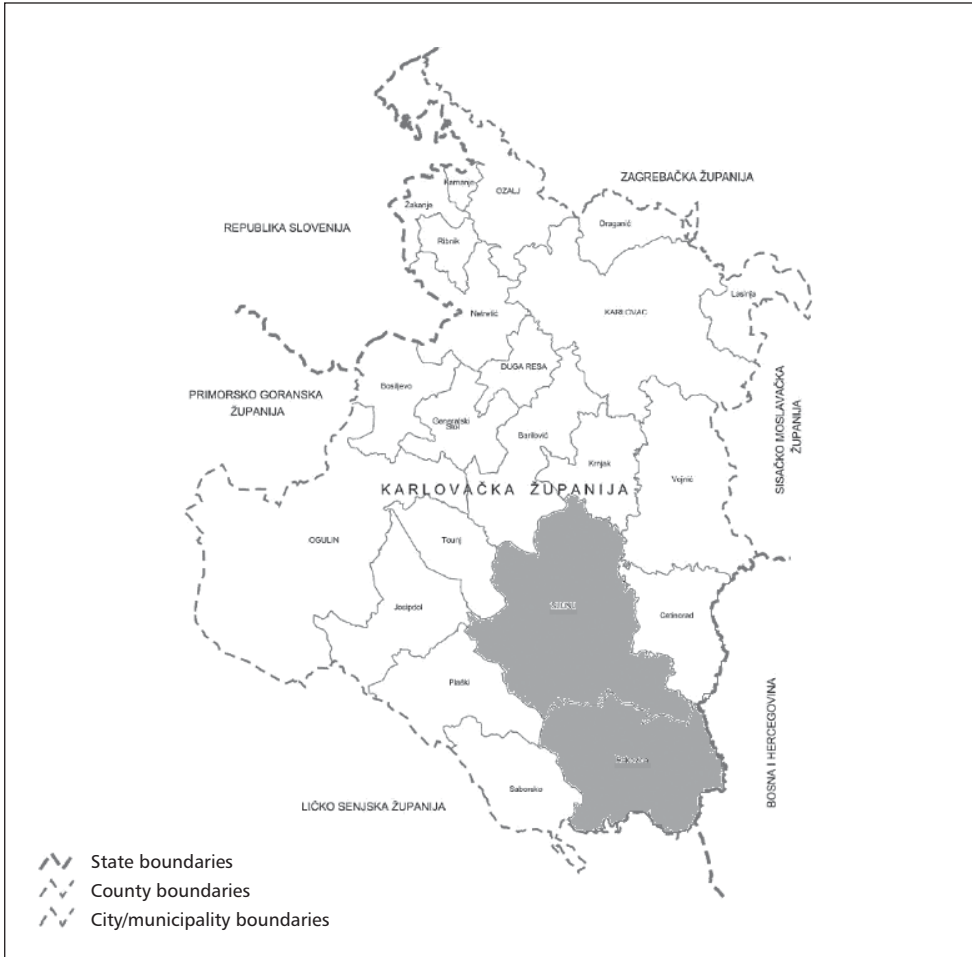 ZAGREBAČKA ŽUPANIJA
Kamanje
OZALJ
Žakanje
Draganić
REPUBLIKA SLOVENIJA
Ribnik
Lasinja
Netretić
KARLOVAC
DUGA RESA
PRIMORSKO GORANSKA
ŽUPANIJA
Bosiljevo
Generalski
Stol
Barilović
Krnjak
SISAČKO MOSLAVAČKA
ŽUPANIJA
Vojnić
KARLOVAČKA ŽUPANIJA
OGULIN
Tounj
Josipdol
Cetingrad
Plaški
BOSNA I HERCEGOVINA
Saborsko
LIČKO SENJSKA ŽUPANIJA
State boundaries
County boundaries
City/municipality boundaries